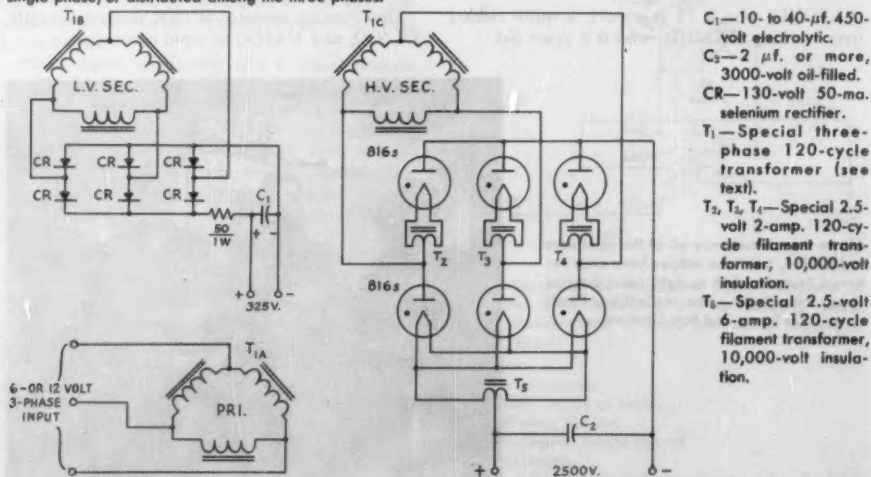 single phase, or distributed among the three phases.
T1B
L.V. SEC.
CR CR CR
CR CR CR
50
1W
C1
+ -
+ -
325V.
T1A
6- OR 12 VOLT
3-PHASE
INPUT
PRI.
T1C
H.V. SEC.
816s
T2 T3 T4
816s
T5
C2
+ -
2500V.
C₁—10- to 40-μf. 450-
volt electrolytic.
C₂—2 μf. or more,
3000-volt oil-filled.
CR—130-volt 50-ma.
selenium rectifier.
T₁—Special three-
phase 120-cycle
transformer (see
text).
T₂, T₃, T₄—Special 2.5-
volt 2-amp. 120-cy-
cle filament trans-
former, 10,000-volt
insulation.
T₅—Special 2.5-volt
6-amp. 120-cycle
filament transformer,
10,000-volt insula-
tion.